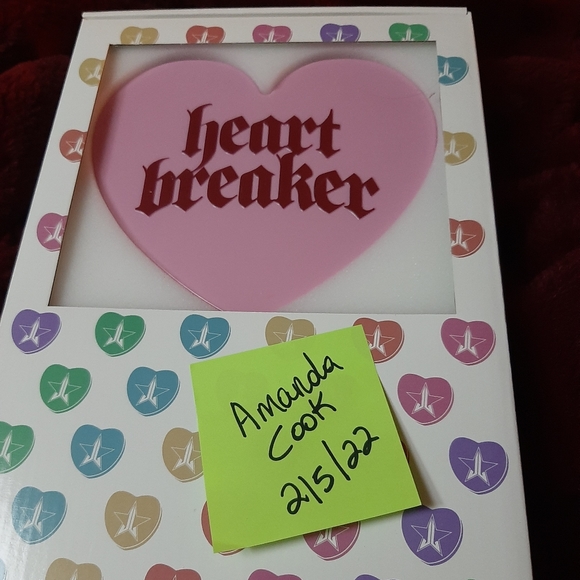 heart
breaker
Amanda
Cook
2/5/22